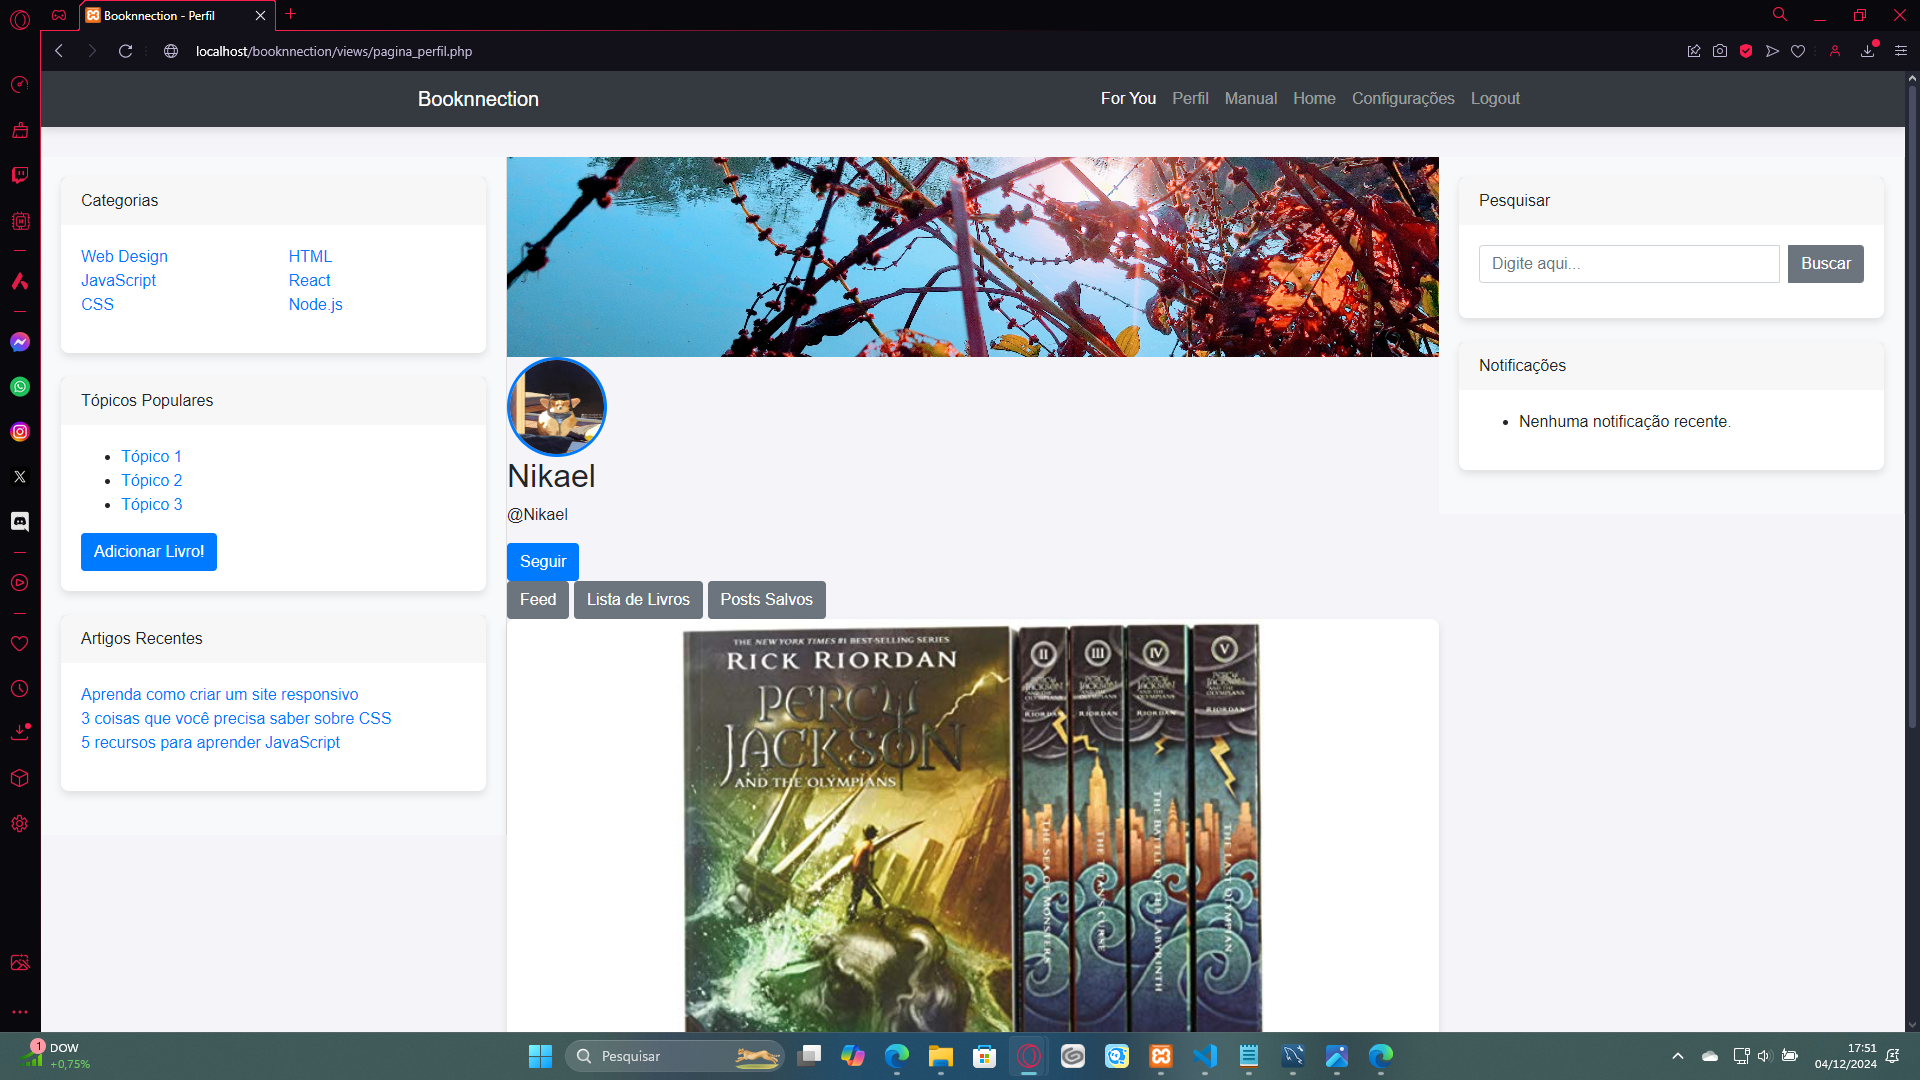 Booknnection - Perfil
localhost/booknnection/views/pagina_perfil.php
Booknnection
For You Perfil Manual Home Configurações Logout
Categorias
Web Design HTML
JavaScript React
CSS Node.js
Tópicos Populares
Tópico 1
Tópico 2
Tópico 3
Adicionar Livro!
Artigos Recentes
Aprenda como criar um site responsivo
3 coisas que você precisa saber sobre CSS
5 recursos para aprender JavaScript
Nikael
@Nikael
Seguir
Feed Lista de Livros Posts Salvos
THE NEW YORK TIMES #1 BEST-SELLING SERIES
RICK RIORDAN
PERCY
JACKSON
AND THE OLYMPIANS
II III IV V
RIORDAN RIORDAN RIORDAN RIORDAN
THE SEA OF MONSTERS
THE TITAN'S CURSE
THE BATTLE OF THE LABYRINTH
THE LAST OLYMPIAN
Pesquisar
Digite aqui... Buscar
Notificações
Nenhuma notificação recente.
1
DOW
+0,75%
Pesquisar
17:51
04/12/2024